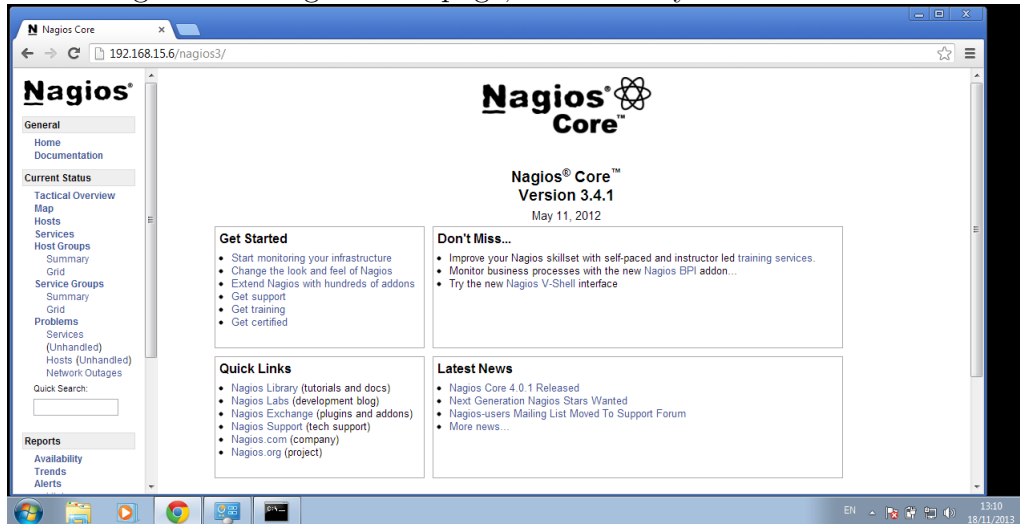 Nagios Core
192.168.15.6/nagios3/
Nagios®
General
Home
Documentation
Current Status
Tactical Overview
Map
Hosts
Services
Host Groups
Summary
Grid
Service Groups
Summary
Grid
Problems
Services
(Unhandled)
Hosts (Unhandled)
Network Outages
Quick Search:
Reports
Availability
Trends
Alerts
Nagios®
Core™
Nagios® Core™
Version 3.4.1
May 11, 2012
Get Started
Start monitoring your infrastructure
Change the look and feel of Nagios
Extend Nagios with hundreds of addons
Get support
Get training
Get certified
Don't Miss...
Improve your Nagios skillset with self-paced and instructor led training services.
Monitor business processes with the new Nagios BPI addon...
Try the new Nagios V-Shell interface
Quick Links
Nagios Library (tutorials and docs)
Nagios Labs (development blog)
Nagios Exchange (plugins and addons)
Nagios Support (tech support)
Nagios.com (company)
Nagios.org (project)
Latest News
Nagios Core 4.0.1 Released
Next Generation Nagios Stars Wanted
Nagios-users Mailing List Moved To Support Forum
More news...
EN
13:10
18/11/2013